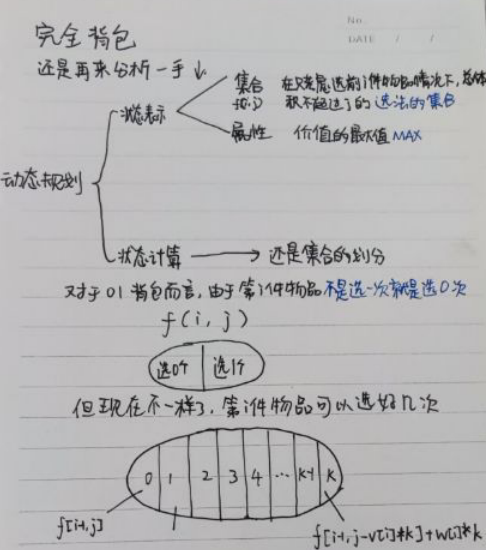 No.
DATE / /
完全背包
还是再来分析一手↓
集合 在只考虑选前i件物品的情况下,总体
f(i,j) 积不超过j的选法的集合
状态表示
属性 价值的最大值 MAX
动态规划
状态计算 → 还是集合的划分
对于01背包而言,由于第i件物品不是选一次就是选0次
f(i,j)
选0个 选1个
但现在不一样了,第i件物品可以选好几次
0 1 2 3 4 … K-1 K
f[i-1,j]
f[i-1,j-v[i]*k]+w[i]*k